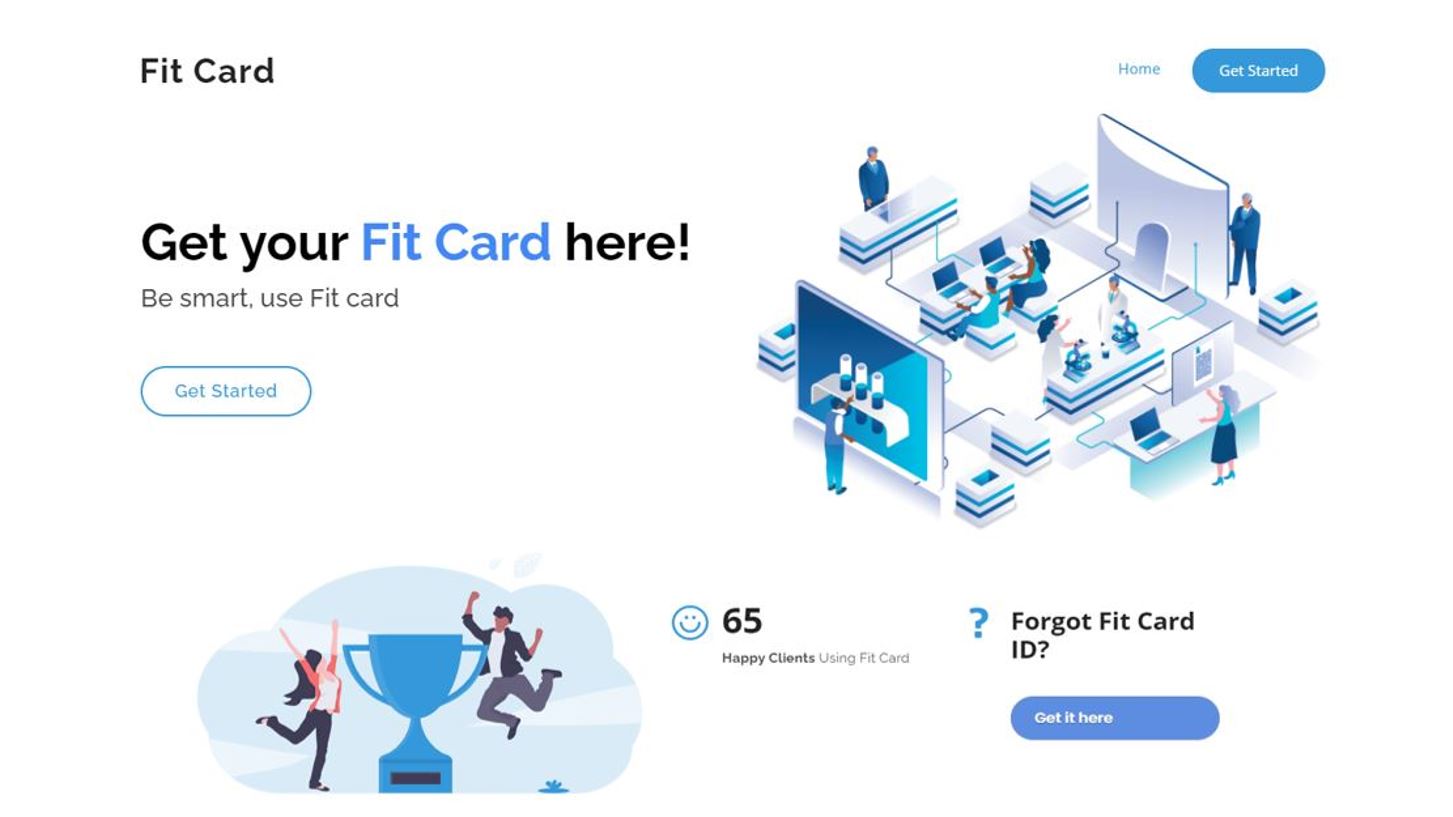 Fit Card
Home
Get Started
Get your Fit Card here!
Be smart, use Fit card
Get Started
65
Happy Clients Using Fit Card
?
Forgot Fit Card
ID?
Get it here